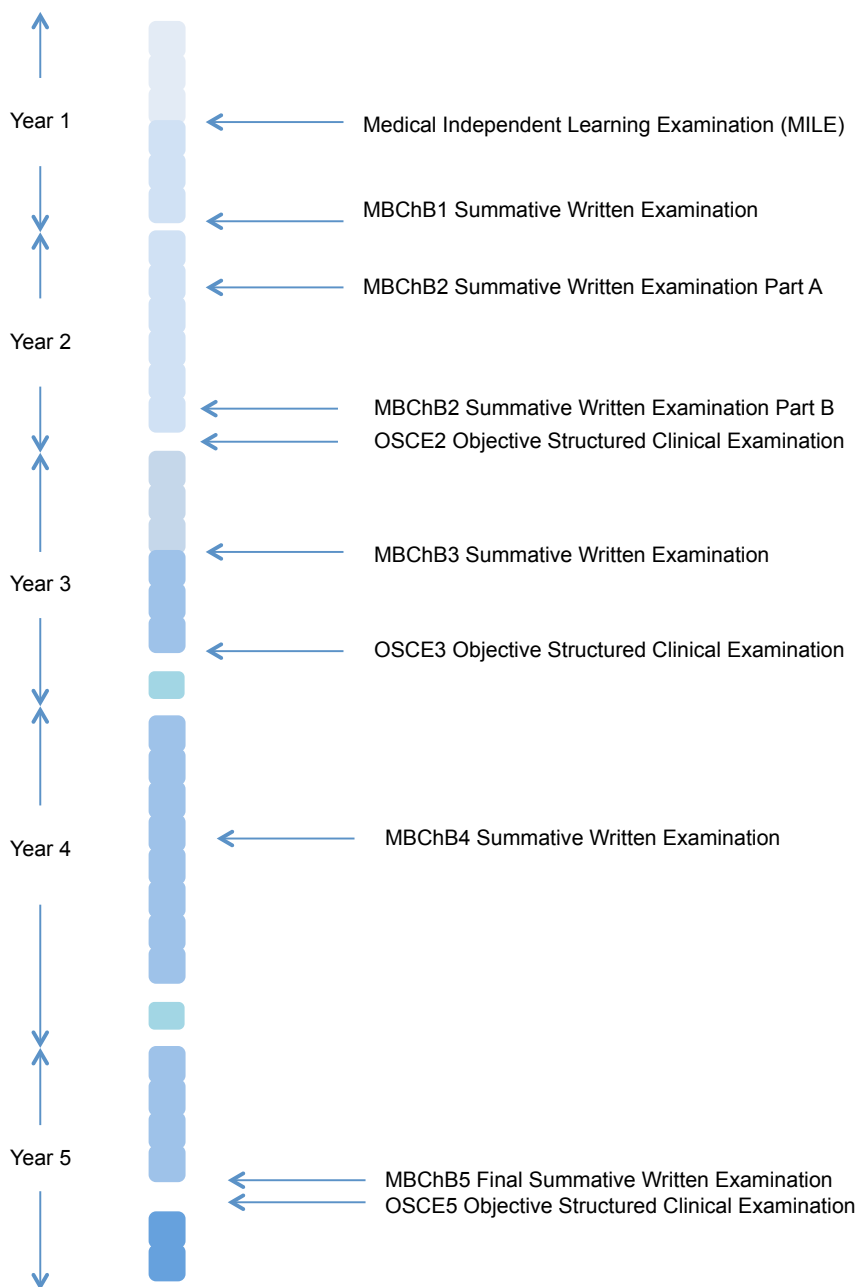 Year 1
Medical Independent Learning Examination (MILE)
MBChB1 Summative Written Examination
MBChB2 Summative Written Examination Part A
Year 2
MBChB2 Summative Written Examination Part B
OSCE2 Objective Structured Clinical Examination
MBChB3 Summative Written Examination
Year 3
OSCE3 Objective Structured Clinical Examination
MBChB4 Summative Written Examination
Year 4
Year 5
MBChB5 Final Summative Written Examination
OSCE5 Objective Structured Clinical Examination